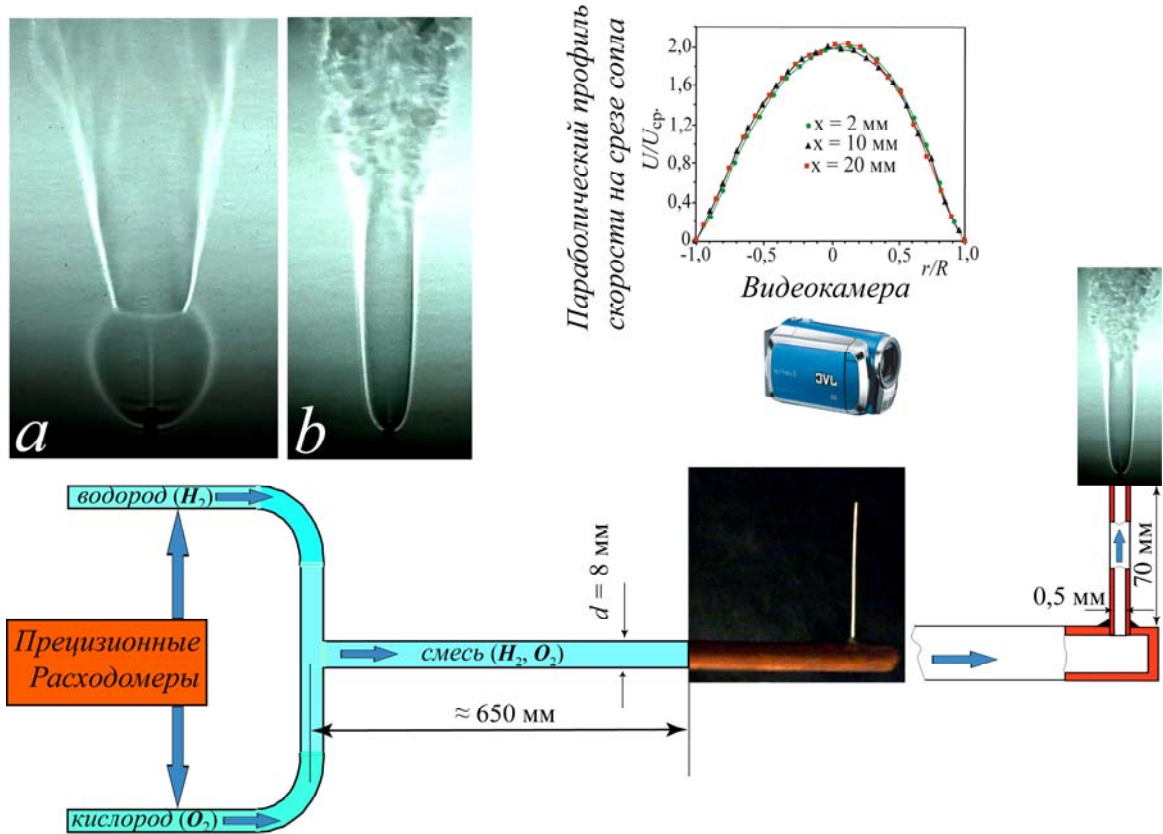 a
b
Параболический профиль
скорости на срезе сопла
U/Uср.
2,0
1,6
1,2
0,8
0,4
0
x = 2 мм
x = 10 мм
x = 20 мм
-1,0
-0,5
0
0,5
1,0
r/R
Видеокамера
JVC
водород (H2)
Прецизионные
Расходомеры
кислород (O2)
смесь (H2, O2)
d = 8 мм
≈ 650 мм
0,5 мм
70 мм